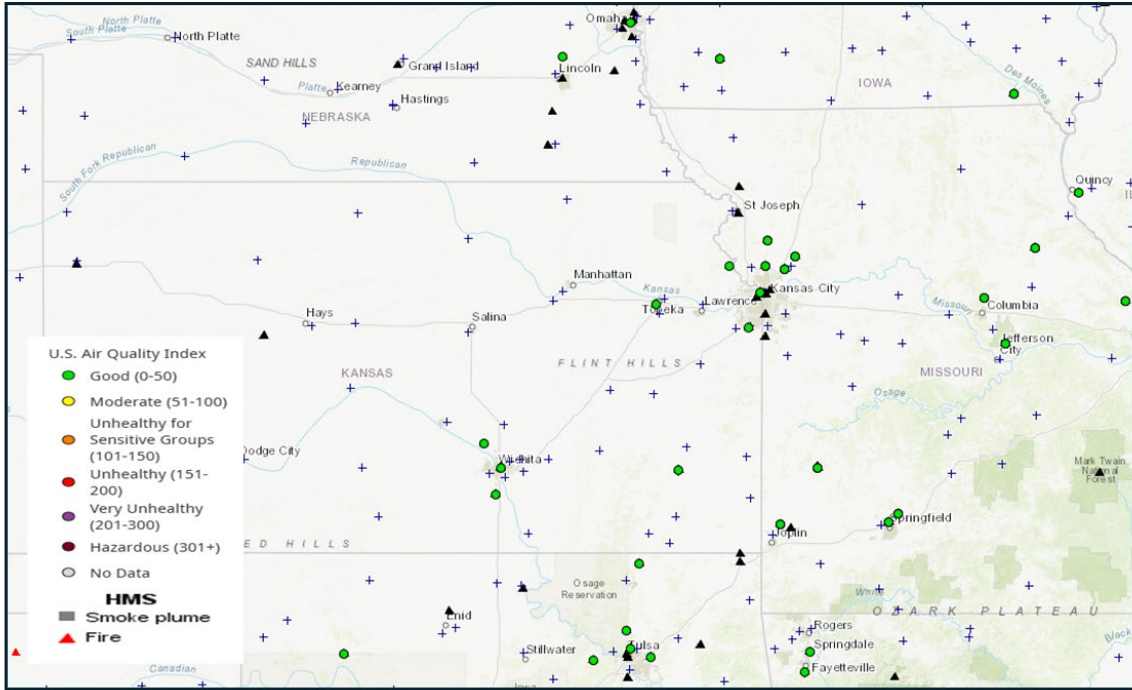 North Platte
South Platte
North Platte
SAND HILLS
Omaha
Grand Island
Lincoln
Platte
Kearney
Hastings
NEBRASKA
IOWA
Des Moines
South Fork Republican
Republican
Quincy
St Joseph
Manhattan
Kansas
Lawrence
Kansas City
Topeka
Hays
Salina
Missouri
Columbia
Jefferson
City
FLINT HILLS
KANSAS
MISSOURI
Osage
U.S. Air Quality Index
Good (0-50)
Moderate (51-100)
Unhealthy for
Sensitive Groups
(101-150)
Unhealthy (151-
200)
Very Unhealthy
(201-300)
Hazardous (301+)
No Data
HMS
Smoke plume
Fire
Dodge City
Wichita
Mark Twain
National
Forest
Springfield
Joplin
ED HILLS
Osage
Reservation
White
OZARK PLATEAU
Enid
Rogers
Tulsa
Stillwater
Springdale
Fayetteville
Black
Canadian
Iowa